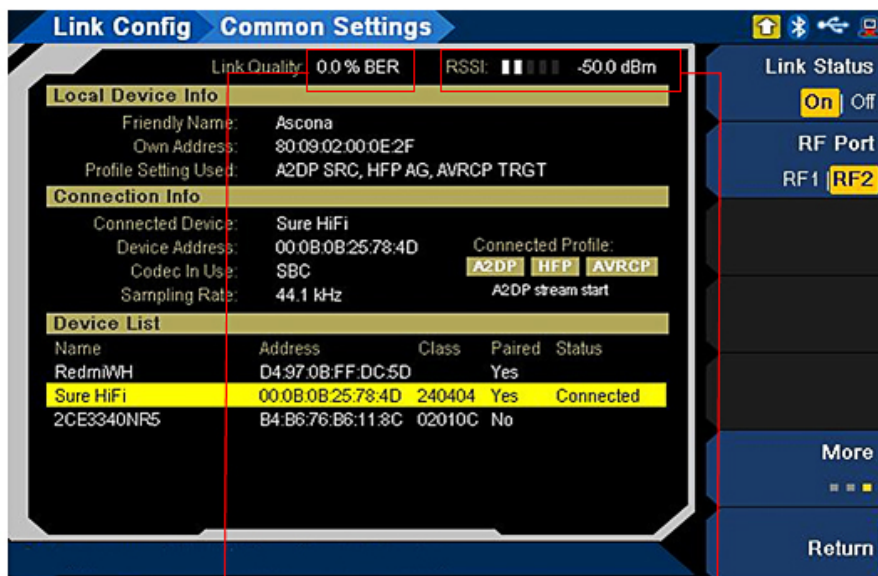 Link Config Common Settings
Link Quality: 0.0 % BER RSSI: -50.0 dBm
Local Device Info
Friendly Name: Ascona
Own Address: 80:09:02:00:0E:2F
Profile Setting Used: A2DP SRC, HFP AG, AVRCP TRGT
Connection Info
Connected Device: Sure HiFi
Device Address: 00:0B:0B:25:78:4D Connected Profile:
Codec In Use: SBC A2DP HFP AVRCP
Sampling Rate: 44.1 kHz A2DP stream start
Device List
Name Address Class Paired Status
RedmiWH D4:97:0B:FF:DC:5D Yes
Sure HiFi 00:0B:0B:25:78:4D 240404 Yes Connected
2CE3340NR5 B4:B6:76:B6:11:8C 02010C No
Link Status
On | Off
RF Port
RF1 | RF2
More
Return